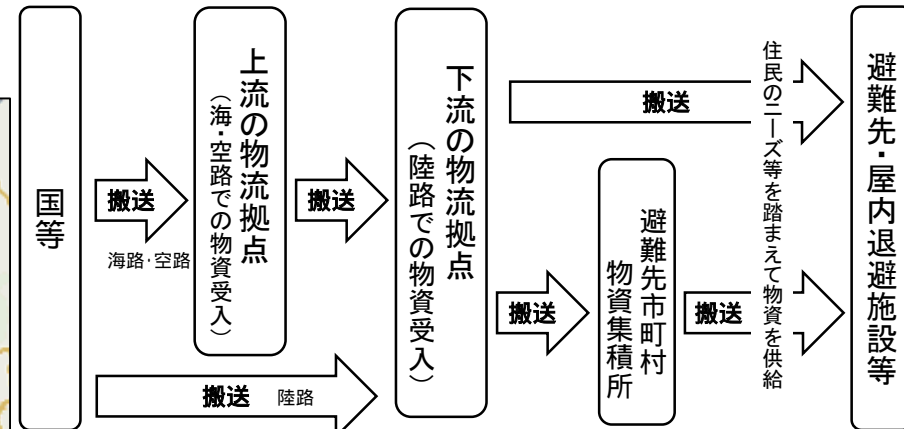 国等
搬送
海路・空路
上流の物流拠点
（海・空路での物資受入）
搬送
搬送 陸路
下流の物流拠点
（陸路での物資受入）
搬送
搬送
避難先市町村
物資集積所
搬送
住民のニーズ等を踏まえて物資を供給
避難先・屋内退避施設等